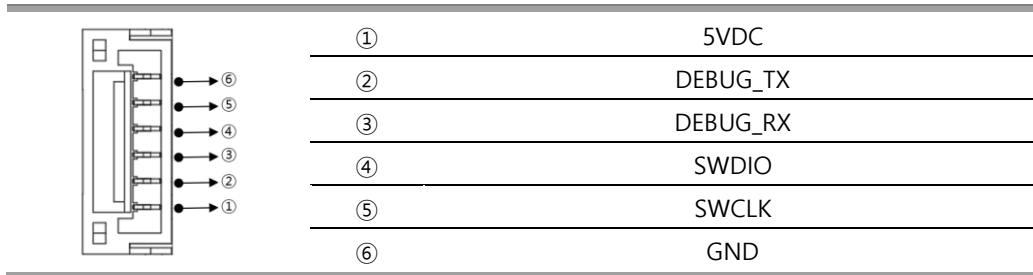 ⑥
⑤
④
③
②
①
① 5VDC
② DEBUG_TX
③ DEBUG_RX
④ SWDIO
⑤ SWCLK
⑥ GND